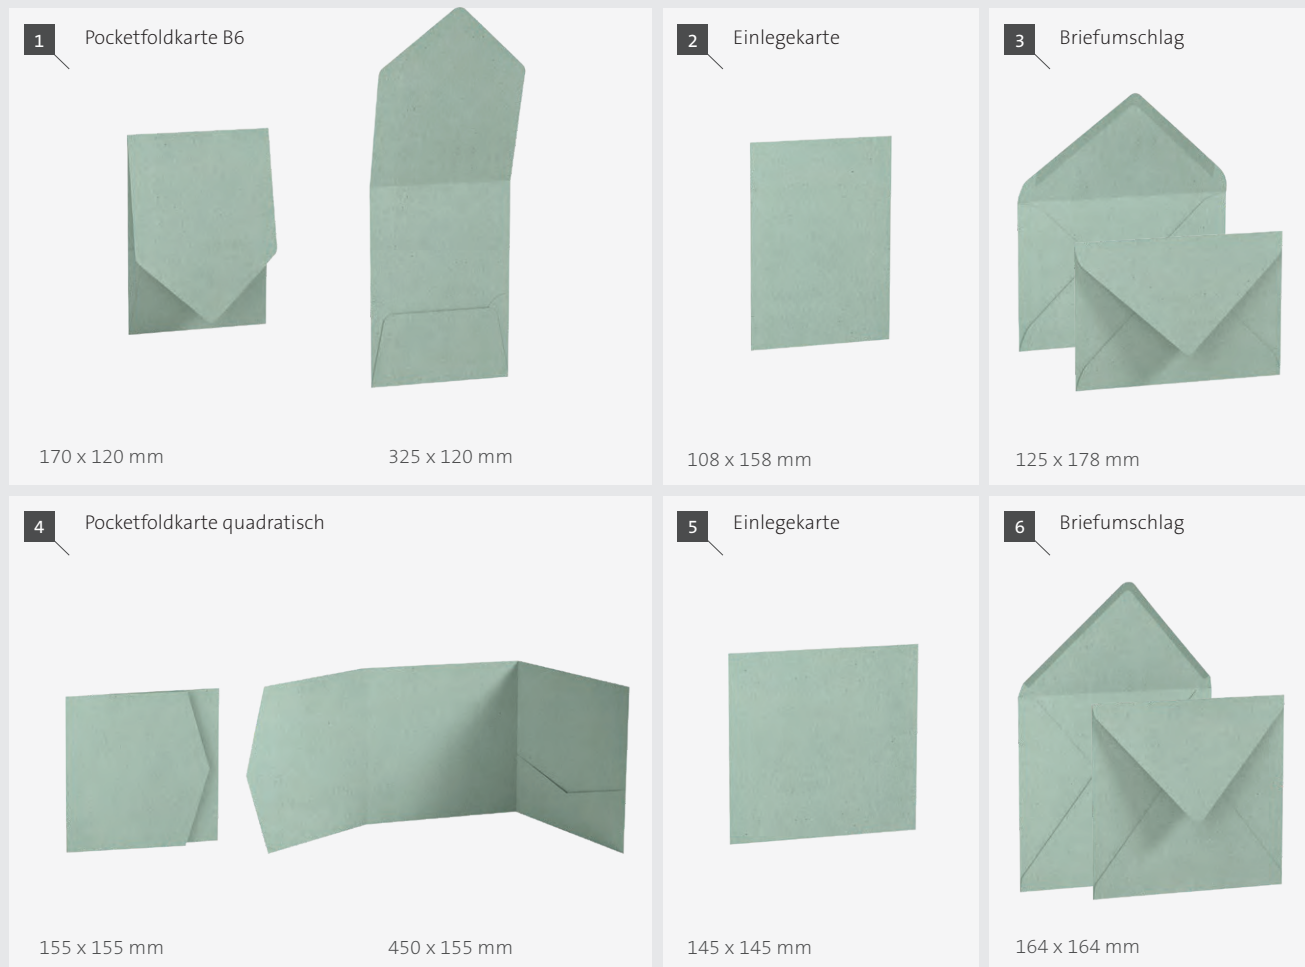 1 Pocketfoldkarte B6
170 x 120 mm 325 x 120 mm
2 Einlegekarte
108 x 158 mm
3 Briefumschlag
125 x 178 mm
4 Pocketfoldkarte quadratisch
155 x 155 mm 450 x 155 mm
5 Einlegekarte
145 x 145 mm
6 Briefumschlag
164 x 164 mm